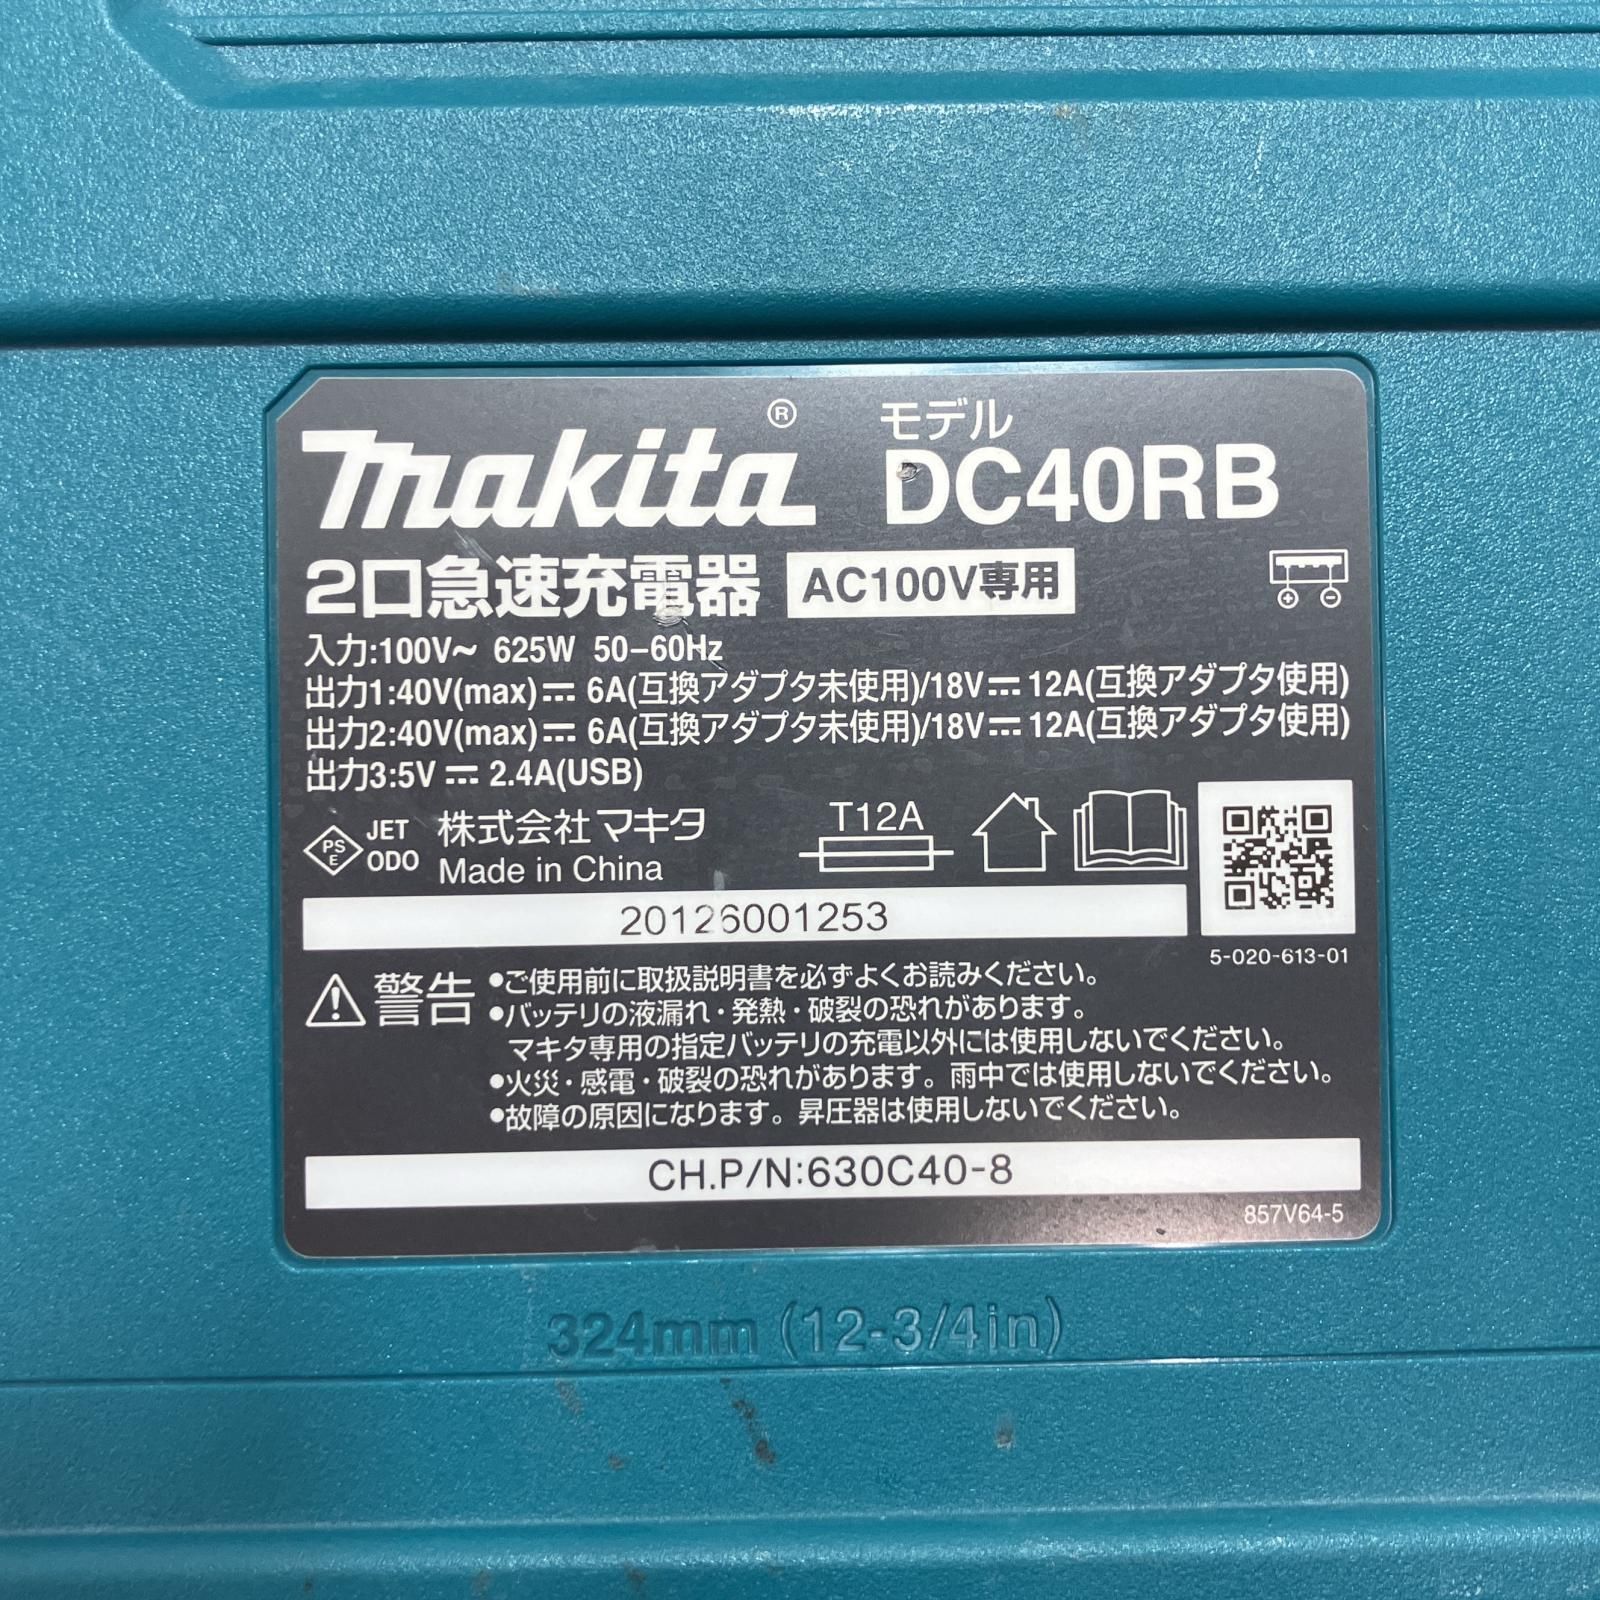 makita®
モデル
DC40RB
2口急速充電器 AC100V専用
入力:100V～ 625W 50−60Hz
出力1:40V(max)⎓ 6A(互換アダプタ未使用)/18V⎓ 12A(互換アダプタ使用)
出力2:40V(max)⎓ 6A(互換アダプタ未使用)/18V⎓ 12A(互換アダプタ使用)
出力3:5V⎓ 2.4A(USB)
PS
E
JET
ODO
株式会社マキタ
Made in China
T12A
20126001253
5-020-613-01
警告
●ご使用前に取扱説明書を必ずよくお読みください。
●バッテリの液漏れ・発熱・破裂の恐れがあります。
マキタ専用の指定バッテリの充電以外には使用しないでください。
●火災・感電・破裂の恐れがあります。雨中では使用しないでください。
●故障の原因になります。昇圧器は使用しないでください。
CH.P/N:630C40-8
857V64-5
324mm (12-3/4in)